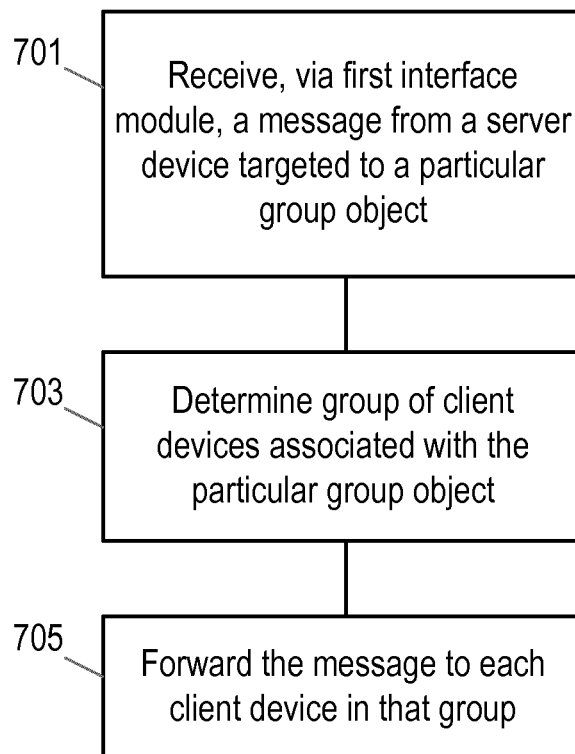 701
Receive, via first interface
module, a message from a server
device targeted to a particular
group object
703
Determine group of client
devices associated with the
particular group object
705
Forward the message to each
client device in that group